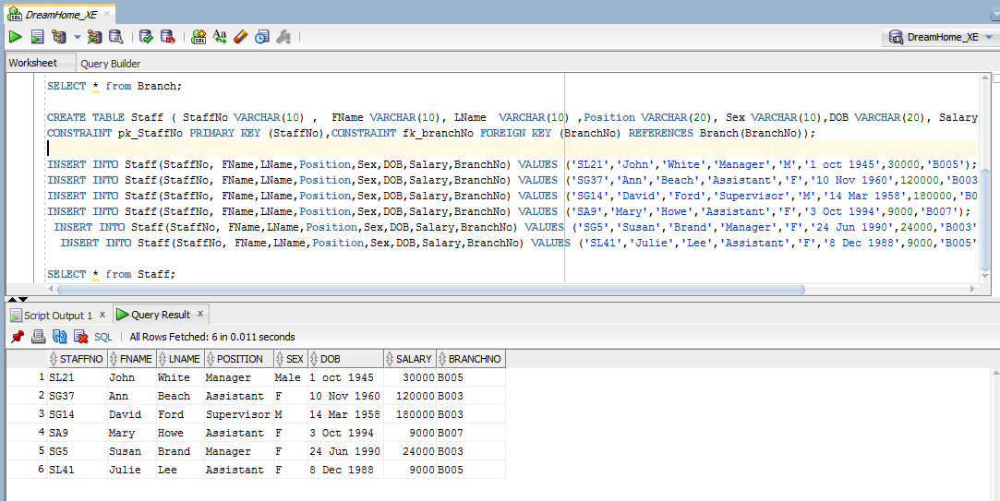 DreamHome_XE
DreamHome_XE
Worksheet Query Builder
SELECT * from Branch;
CREATE TABLE Staff ( StaffNo VARCHAR(10) , FName VARCHAR(10), LName VARCHAR(10) ,Position VARCHAR(20), Sex VARCHAR(10),DOB VARCHAR(20), Salary
CONSTRAINT pk_StaffNo PRIMARY KEY (StaffNo),CONSTRAINT fk_branchNo FOREIGN KEY (BranchNo) REFERENCES Branch(BranchNo));
INSERT INTO Staff(StaffNo, FName,LName,Position,Sex,DOB,Salary,BranchNo) VALUES ('SL21','John','White','Manager','M','1 oct 1945',30000,'B005');
INSERT INTO Staff(StaffNo, FName,LName,Position,Sex,DOB,Salary,BranchNo) VALUES ('SG37','Ann','Beach','Assistant','F','10 Nov 1960',120000,'B003
INSERT INTO Staff(StaffNo, FName,LName,Position,Sex,DOB,Salary,BranchNo) VALUES ('SG14','David','Ford','Supervisor','M','14 Mar 1958',180000,'B0
INSERT INTO Staff(StaffNo, FName,LName,Position,Sex,DOB,Salary,BranchNo) VALUES ('SA9','Mary','Howe','Assistant','F','3 Oct 1994',9000,'B007');
INSERT INTO Staff(StaffNo, FName,LName,Position,Sex,DOB,Salary,BranchNo) VALUES ('SG5','Susan','Brand','Manager','F','24 Jun 1990',24000,'B003'
INSERT INTO Staff(StaffNo, FName,LName,Position,Sex,DOB,Salary,BranchNo) VALUES ('SL41','Julie','Lee','Assistant','F','8 Dec 1988',9000,'B005'
SELECT * from Staff;
Script Output 1 x Query Result x
SQL | All Rows Fetched: 6 in 0.011 seconds
STAFFNO FNAME LNAME POSITION SEX DOB SALARY BRANCHNO
1 SL21 John White Manager Male 1 oct 1945 30000 B005
2 SG37 Ann Beach Assistant F 10 Nov 1960 120000 B003
3 SG14 David Ford Supervisor M 14 Mar 1958 180000 B003
4 SA9 Mary Howe Assistant F 3 Oct 1994 9000 B007
5 SG5 Susan Brand Manager F 24 Jun 1990 24000 B003
6 SL41 Julie Lee Assistant F 8 Dec 1988 9000 B005